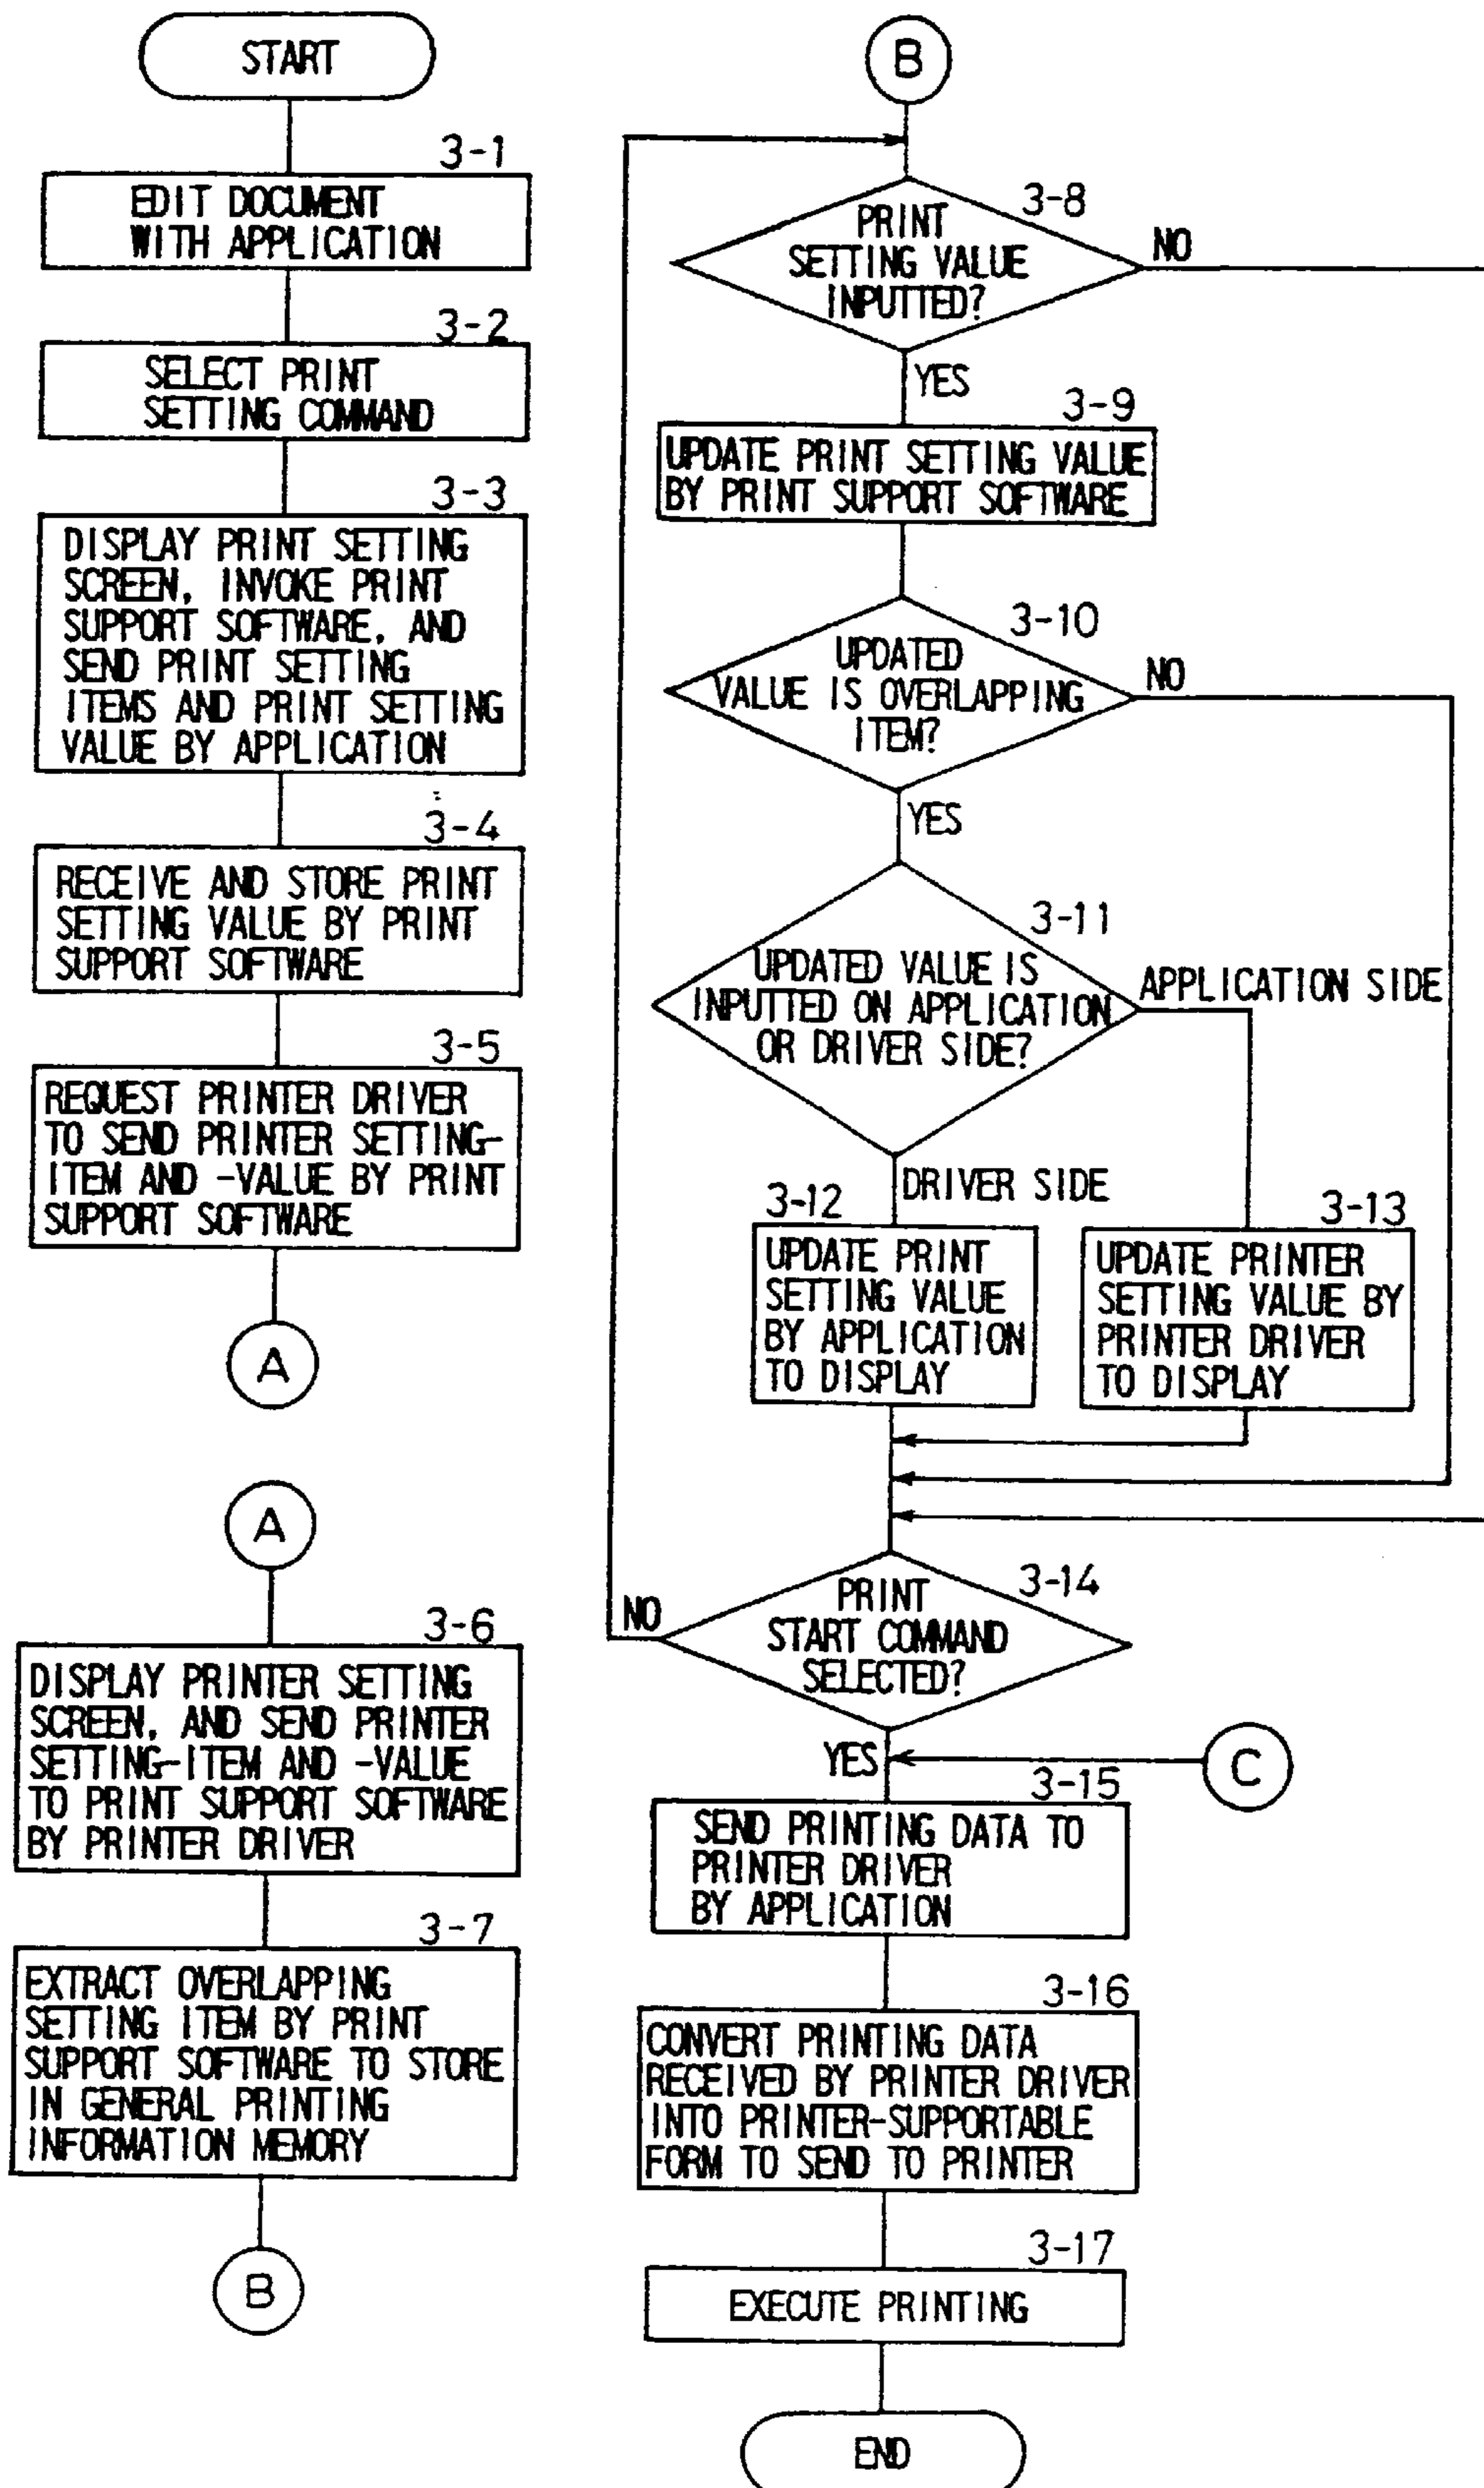 START
3-1
EDIT DOCUMENT
WITH APPLICATION
3-2
SELECT PRINT
SETTING COMMAND
3-3
DISPLAY PRINT SETTING
SCREEN, INVOKE PRINT
SUPPORT SOFTWARE, AND
SEND PRINT SETTING
ITEMS AND PRINT SETTING
VALUE BY APPLICATION
3-4
RECEIVE AND STORE PRINT
SETTING VALUE BY PRINT
SUPPORT SOFTWARE
3-5
REQUEST PRINTER DRIVER
TO SEND PRINTER SETTING-
ITEM AND -VALUE BY PRINT
SUPPORT SOFTWARE
A
A
3-6
DISPLAY PRINTER SETTING
SCREEN, AND SEND PRINTER
SETTING-ITEM AND -VALUE
TO PRINT SUPPORT SOFTWARE
BY PRINTER DRIVER
3-7
EXTRACT OVERLAPPING
SETTING ITEM BY PRINT
SUPPORT SOFTWARE TO STORE
IN GENERAL PRINTING
INFORMATION MEMORY
B
B
3-8
PRINT
SETTING VALUE
INPUTTED?
NO
YES
3-9
UPDATE PRINT SETTING VALUE
BY PRINT SUPPORT SOFTWARE
3-10
UPDATED
VALUE IS OVERLAPPING
ITEM?
NO
YES
3-11
UPDATED VALUE IS
INPUTTED ON APPLICATION
OR DRIVER SIDE?
APPLICATION SIDE
DRIVER SIDE
3-12
UPDATE PRINT
SETTING VALUE
BY APPLICATION
TO DISPLAY
3-13
UPDATE PRINTER
SETTING VALUE BY
PRINTER DRIVER
TO DISPLAY
3-14
PRINT
START COMMAND
SELECTED?
NO
YES
C
3-15
SEND PRINTING DATA TO
PRINTER DRIVER
BY APPLICATION
3-16
CONVERT PRINTING DATA
RECEIVED BY PRINTER DRIVER
INTO PRINTER-SUPPORTABLE
FORM TO SEND TO PRINTER
3-17
EXECUTE PRINTING
END